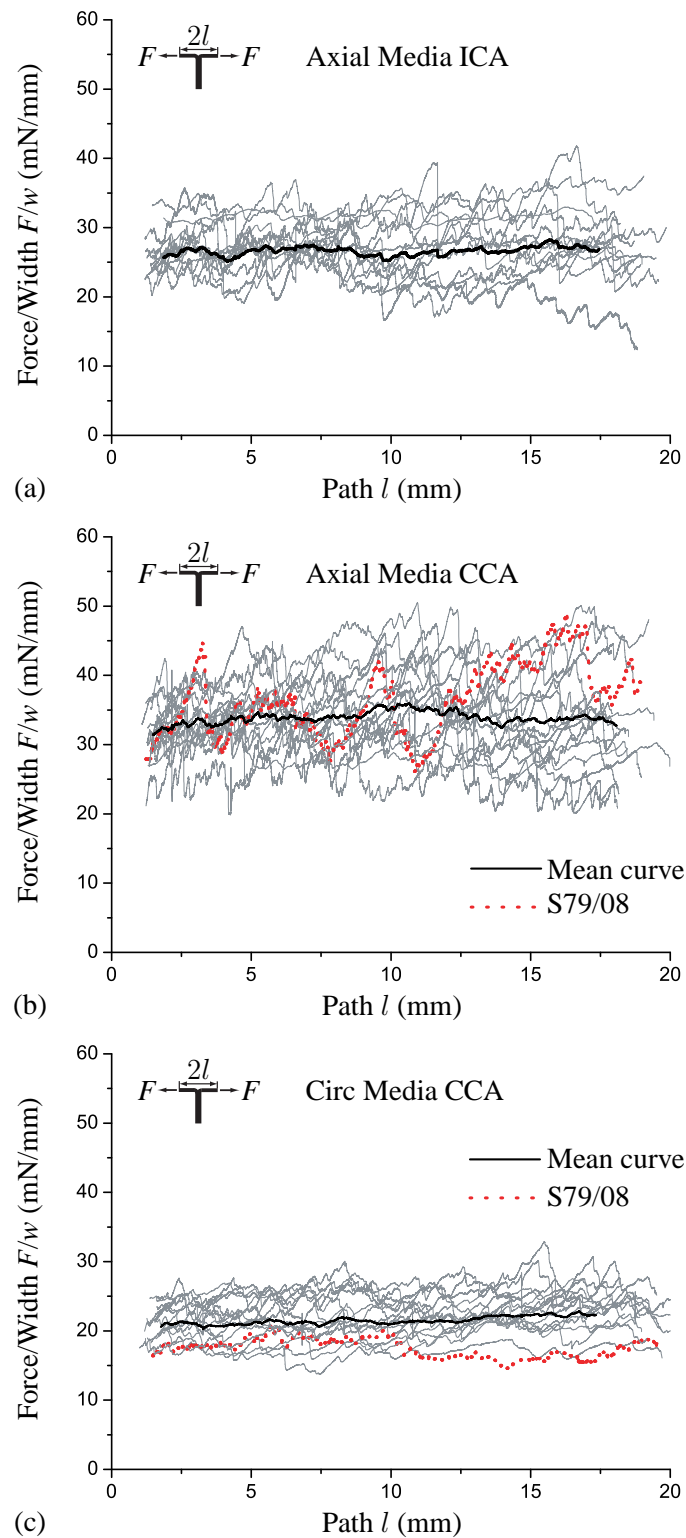 60
50
40
30
20
10
0
Force/Width F/w (mN/mm)
2l
F F
Axial Media ICA
0 5 10 15 20
(a) Path l (mm)
60
50
40
30
20
10
0
Force/Width F/w (mN/mm)
2l
F F
Axial Media CCA
Mean curve
S79/08
0 5 10 15 20
(b) Path l (mm)
60
50
40
30
20
10
0
Force/Width F/w (mN/mm)
2l
F F
Circ Media CCA
Mean curve
S79/08
0 5 10 15 20
(c) Path l (mm)